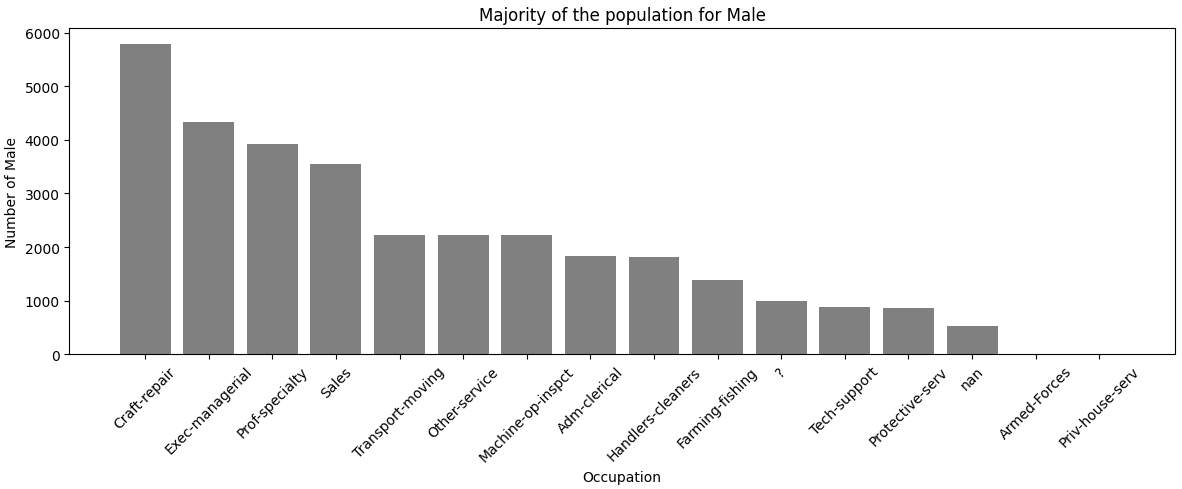 Majority of the population for Male
Number of Male
6000
5000
4000
3000
2000
1000
0
Craft-repair
Exec-managerial
Prof-specialty
Sales
Transport-moving
Other-service
Machine-op-inspct
Adm-clerical
Handlers-cleaners
Farming-fishing
?
Tech-support
Protective-serv
nan
Armed-Forces
Priv-house-serv
Occupation